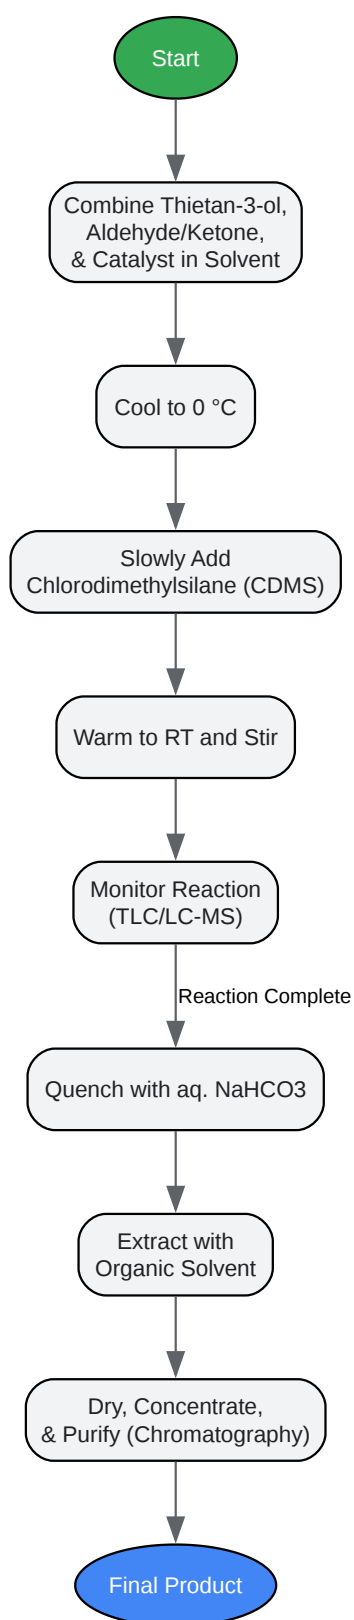 Start
Combine Thietan-3-ol,
Aldehyde/Ketone,
& Catalyst in Solvent
Cool to 0 °C
Slowly Add
Chlorodimethylsilane (CDMS)
Warm to RT and Stir
Monitor Reaction
(TLC/LC-MS)
Reaction Complete
Quench with aq. NaHCO3
Extract with
Organic Solvent
Dry, Concentrate,
& Purify (Chromatography)
Final Product